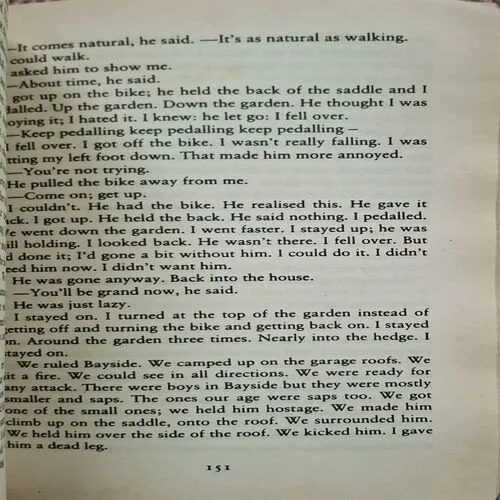 —It comes natural, he said. —It's as natural as walking.
could walk.
asked him to show me.
—About time, he said.
got up on the bike; he held the back of the saddle and I
dalled. Up the garden. Down the garden. He thought I was
oying it; I hated it. I knew: he let go: I fell over.
—Keep pedalling keep pedalling keep pedalling –
I fell over. I got off the bike. I wasn't really falling. I was
tting my left foot down. That made him more annoyed.
—You're not trying.
He pulled the bike away from me.
—Come on; get up.
I couldn't. He had the bike. He realised this. He gave it
ack. I got up. He held the back. He said nothing. I pedalled.
We went down the garden. I went faster. I stayed up; he was
ill holding. I looked back. He wasn't there. I fell over. But
d done it; I'd gone a bit without him. I could do it. I didn't
eed him now. I didn't want him.
He was gone anyway. Back into the house.
—You'll be grand now, he said.
He was just lazy.
I stayed on. I turned at the top of the garden instead of
getting off and turning the bike and getting back on. I stayed
on. Around the garden three times. Nearly into the hedge. I
stayed on.
We ruled Bayside. We camped up on the garage roofs. We
lit a fire. We could see in all directions. We were ready for
any attack. There were boys in Bayside but they were mostly
smaller and saps. The ones our age were saps too. We got
one of the small ones; we held him hostage. We made him
climb up on the saddle, onto the roof. We surrounded him.
We held him over the side of the roof. We kicked him. I gave
him a dead leg.
151